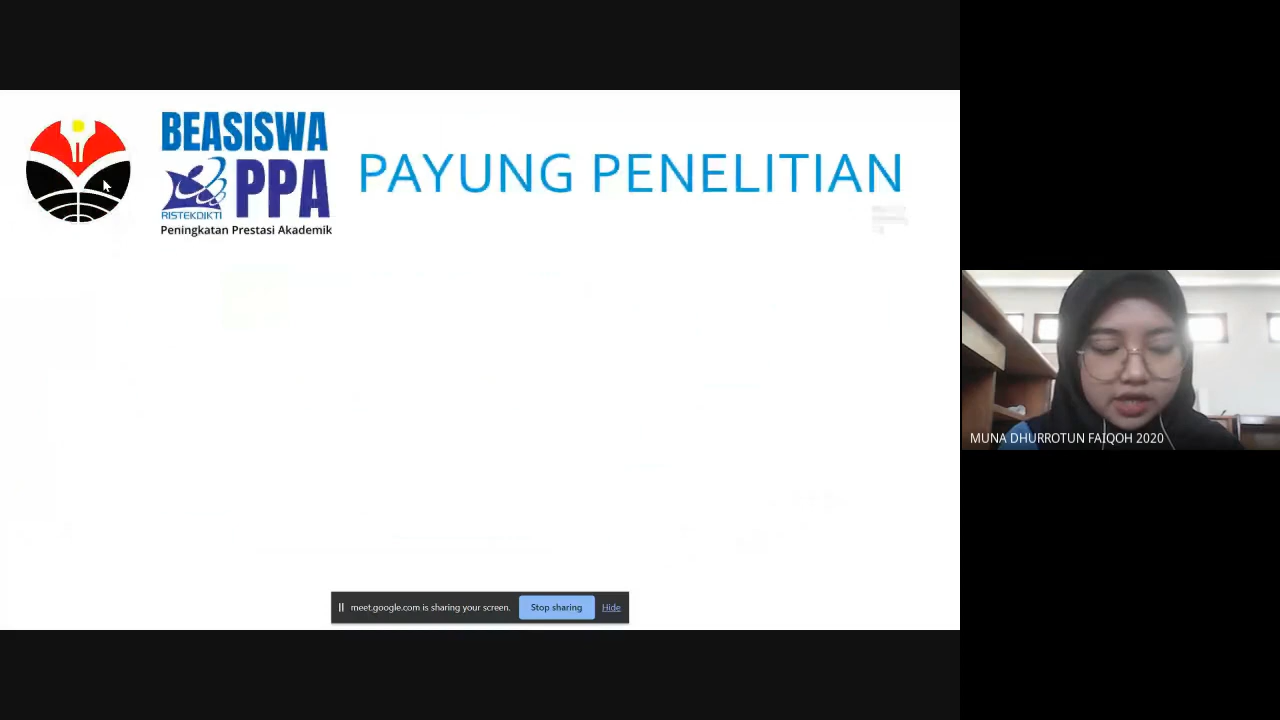 BEASISWA
PPA
RISTEKDIKTI
Peningkatan Prestasi Akademik
PAYUNG PENELITIAN
MUNA DHURROTUN FAIQOH 2020
meet.google.com is sharing your screen.
Stop sharing
Hide